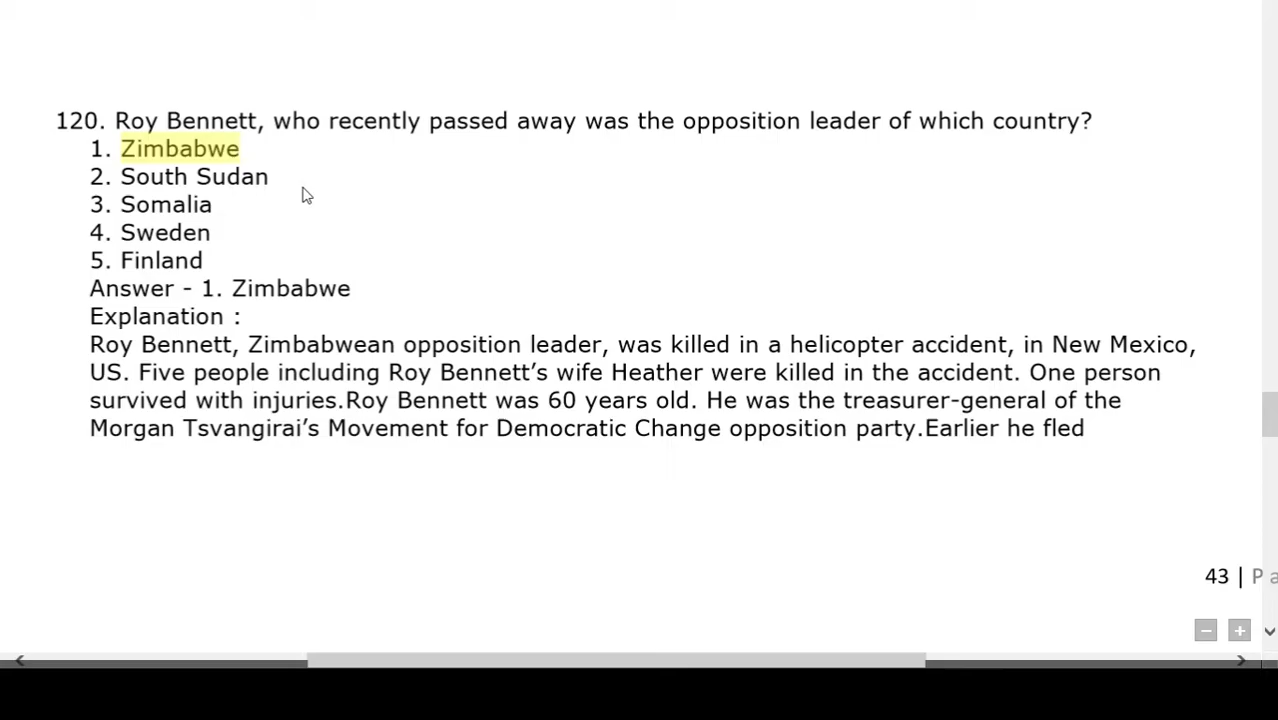 120. Roy Bennett, who recently passed away was the opposition leader of which country?
1. Zimbabwe
2. South Sudan
3. Somalia
4. Sweden
5. Finland
Answer - 1. Zimbabwe
Explanation :
Roy Bennett, Zimbabwean opposition leader, was killed in a helicopter accident, in New Mexico,
US. Five people including Roy Bennett’s wife Heather were killed in the accident. One person
survived with injuries.Roy Bennett was 60 years old. He was the treasurer-general of the
Morgan Tsvangirai’s Movement for Democratic Change opposition party.Earlier he fled
43 | P a